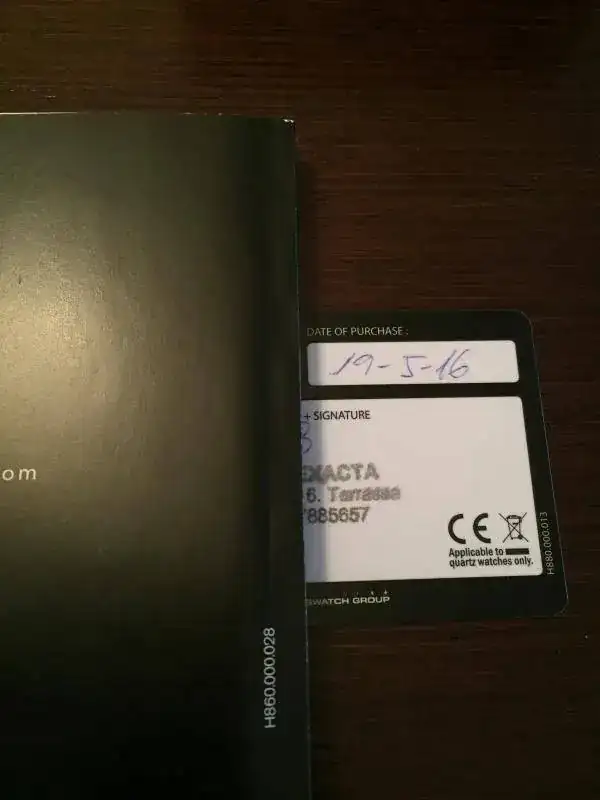 DATE OF PURCHASE :
19-5-16
+ SIGNATURE
EXACTA
6. Terrassa
885657
CE
Applicable to
quartz watches only.
H880.000.013
SWATCH GROUP
om
H860.000.028